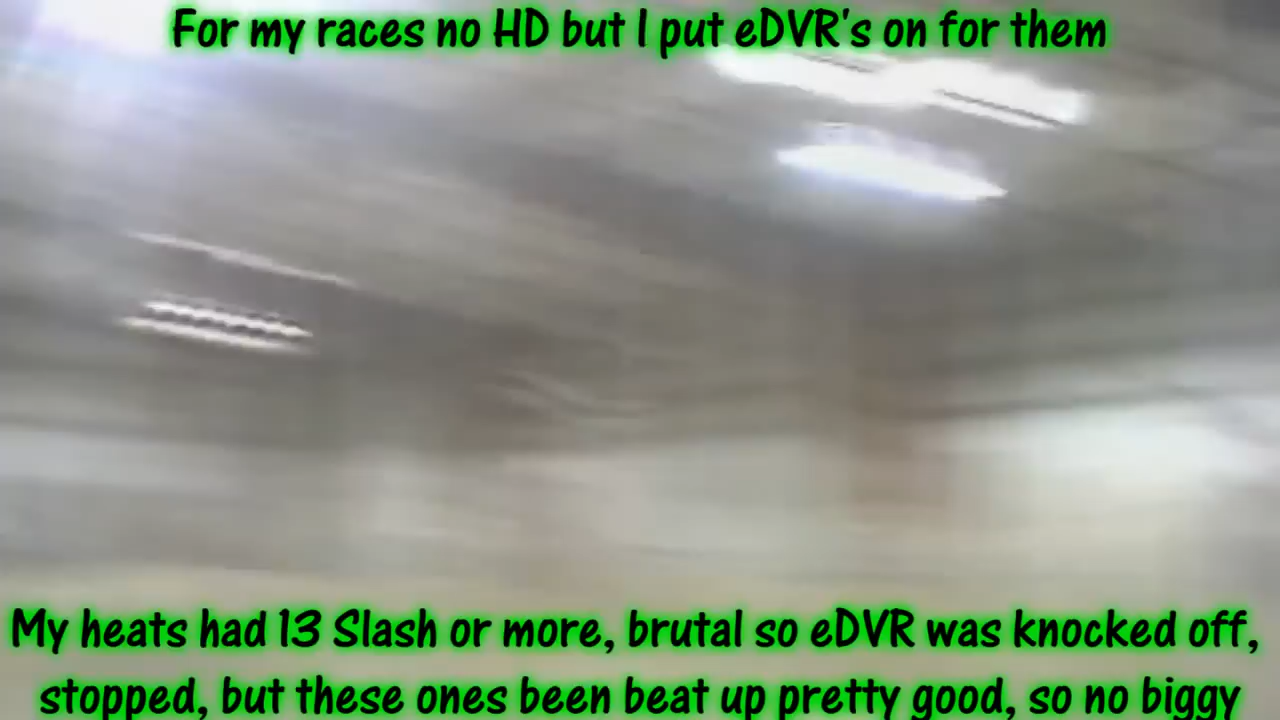 For my races no HD but I put eDVR's on for them
My heats had 13 Slash or more, brutal so eDVR was knocked off,
stopped, but these ones been beat up pretty good, so no biggy